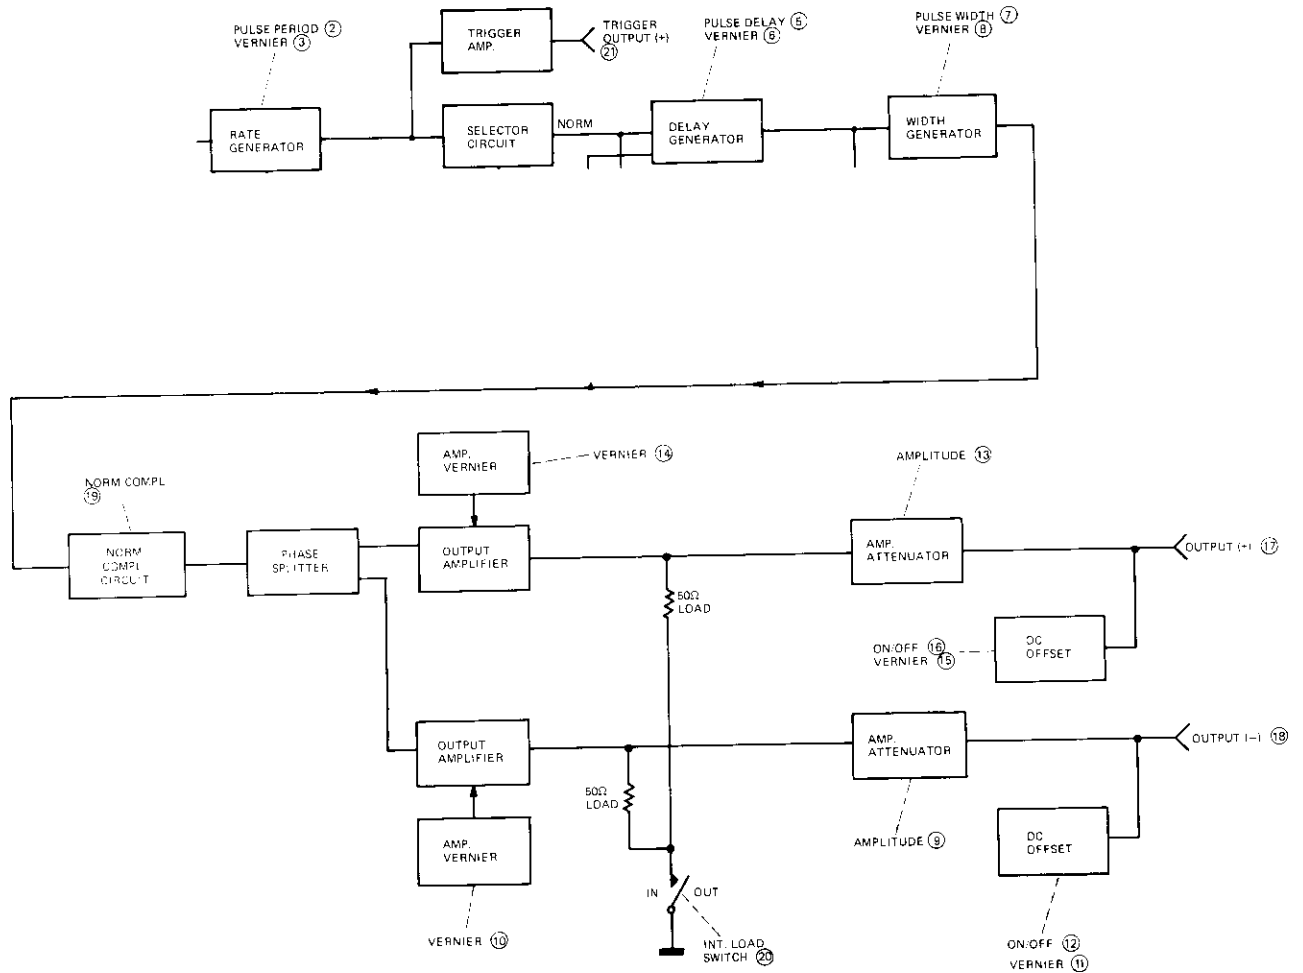 PULSE PERIOD ②
VERNIER ③
TRIGGER
AMP.
TRIGGER
OUTPUT (+)
㉑
PULSE DELAY ⑤
VERNIER ⑥
PULSE WIDTH ⑦
VERNIER ⑧
RATE
GENERATOR
SELECTOR
CIRCUIT
NORM
DELAY
GENERATOR
WIDTH
GENERATOR
AMP.
VERNIER
VERNIER ⑭
AMPLITUDE ⑬
NORM COMPL
⑲
NORM
COMPL
CIRCUIT
PHASE
SPLITTER
OUTPUT
AMPLIFIER
AMP.
ATTENUATOR
OUTPUT (+) ⑰
50Ω
LOAD
ON/OFF ⑯
VERNIER ⑮
DC
OFFSET
OUTPUT
AMPLIFIER
AMP.
ATTENUATOR
OUTPUT (−) ⑱
50Ω
LOAD
AMP.
VERNIER
AMPLITUDE ⑨
DC
OFFSET
IN OUT
VERNIER ⑩
INT. LOAD
SWITCH ⑳
ON/OFF ⑫
VERNIER ⑪